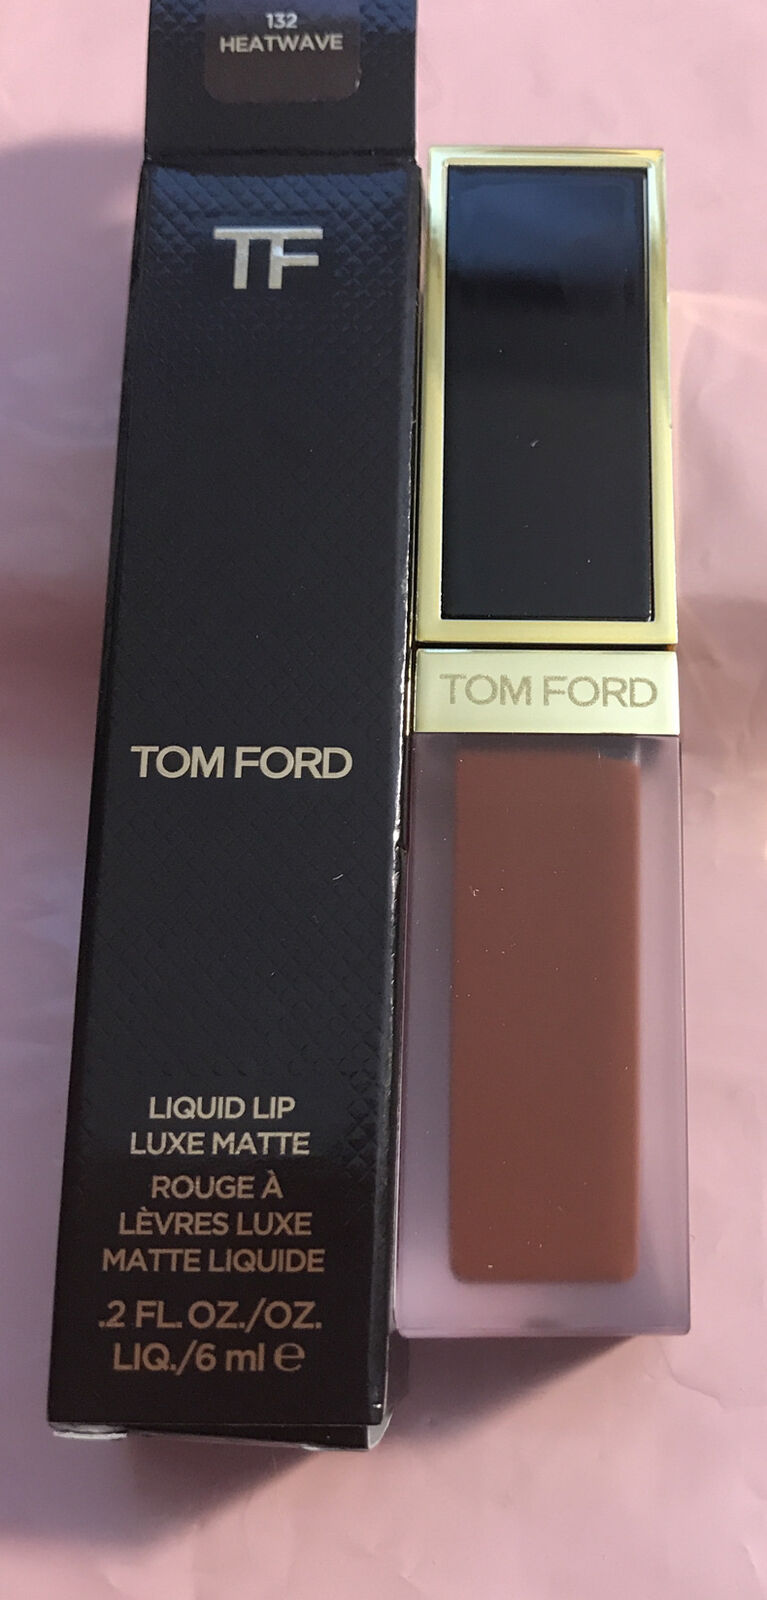 132
HEATWAVE
TF
TOM FORD
TOM FORD
LIQUID LIP
LUXE MATTE
ROUGE À
LÈVRES LUXE
MATTE LIQUIDE
.2 FL. OZ./OZ.
LIQ./6 ml ℮